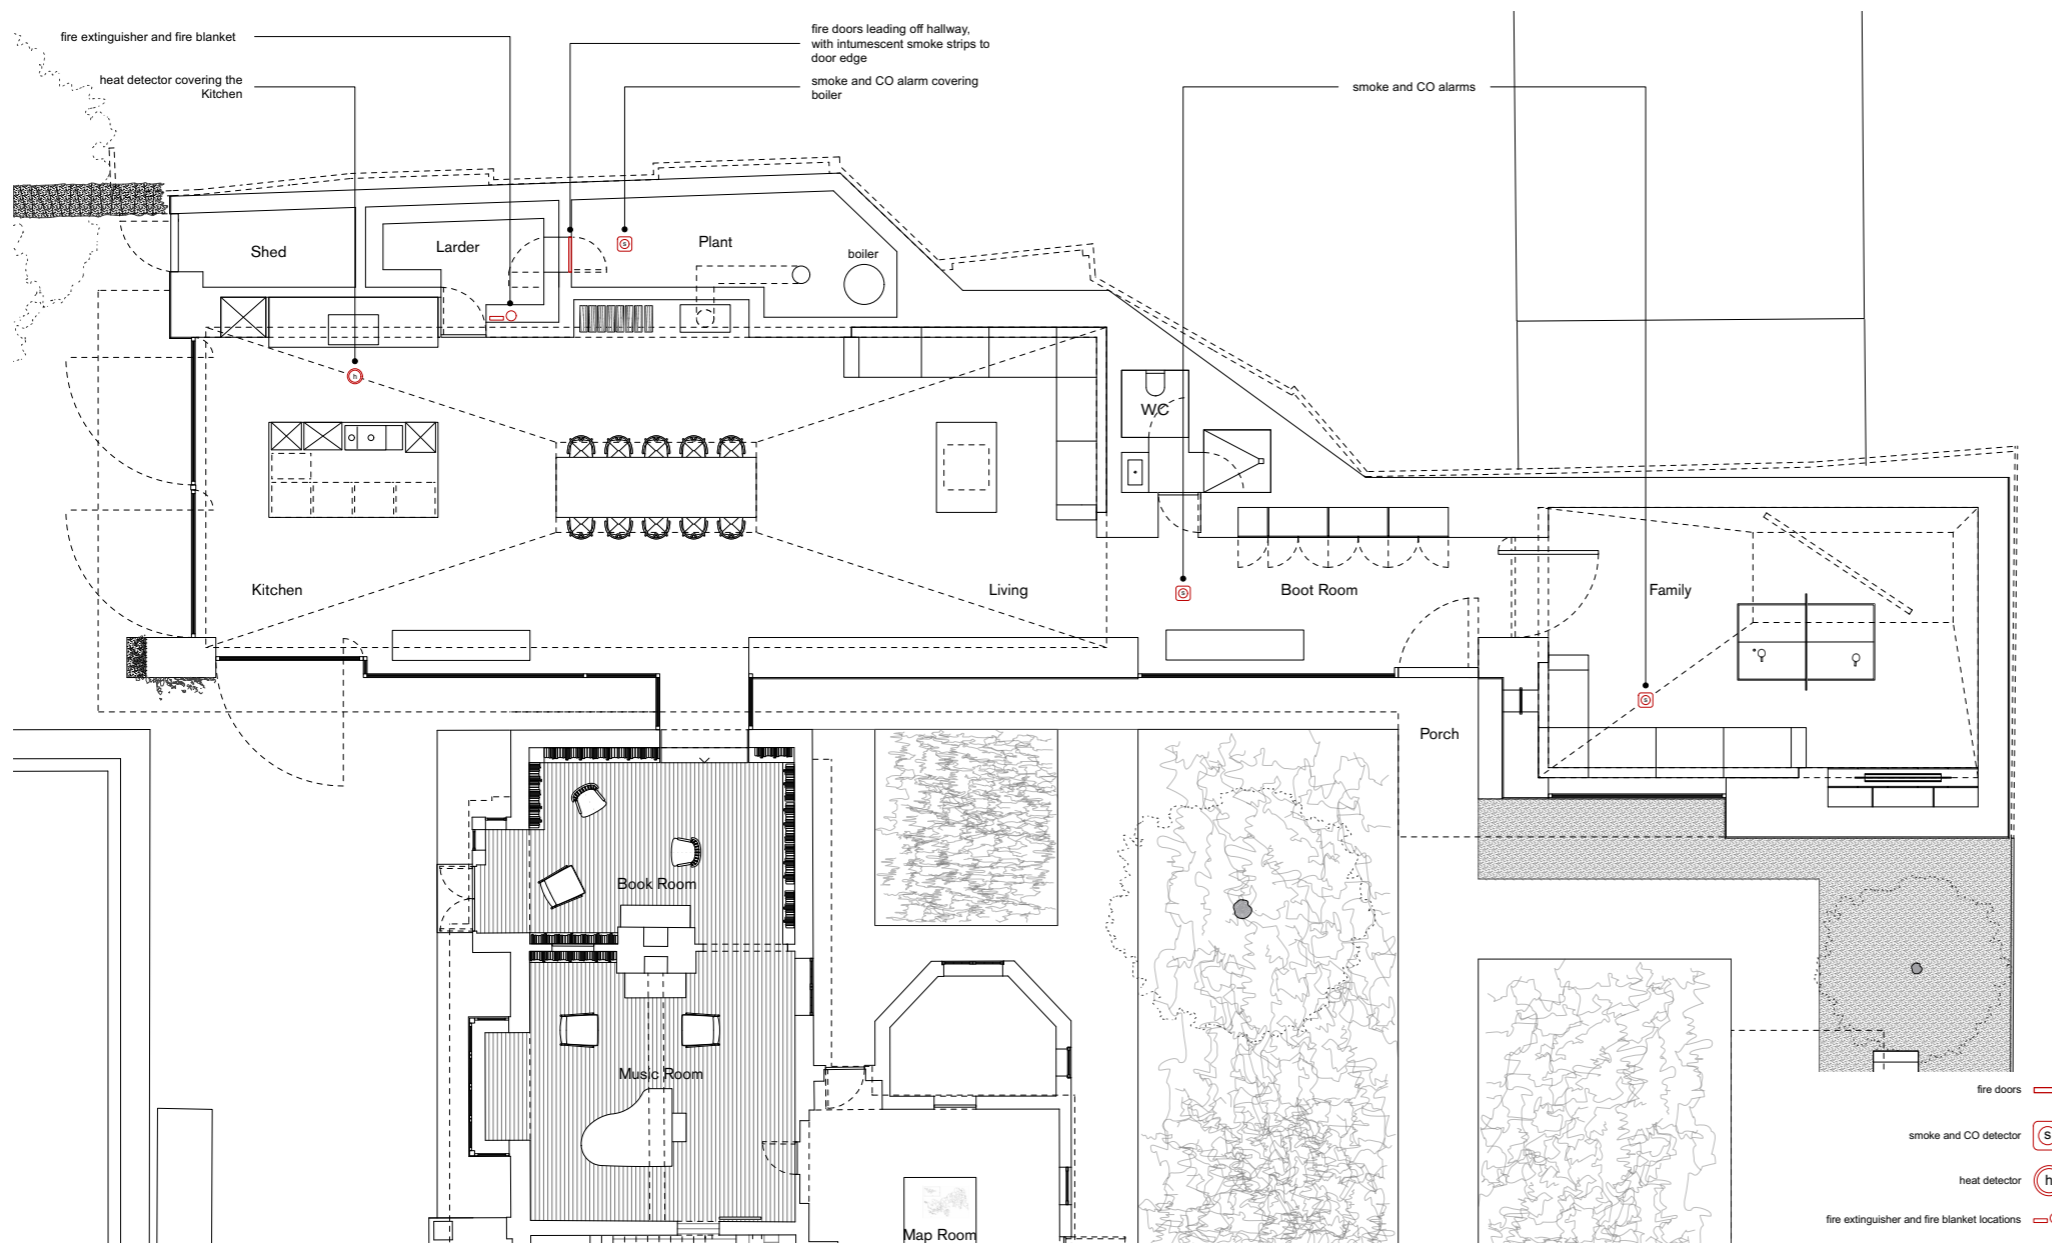 fire extinguisher and fire blanket
heat detector covering the
Kitchen
fire doors leading off hallway,
with intumescent smoke strips to
door edge
smoke and CO alarm covering
boiler
smoke and CO alarms
Shed
Larder
S
Plant
boiler
h
WC
Kitchen
Living
S
Boot Room
Family
S
Porch
Book Room
Music Room
Map Room
fire doors
smoke and CO detector
S
heat detector
h
fire extinguisher and fire blanket locations